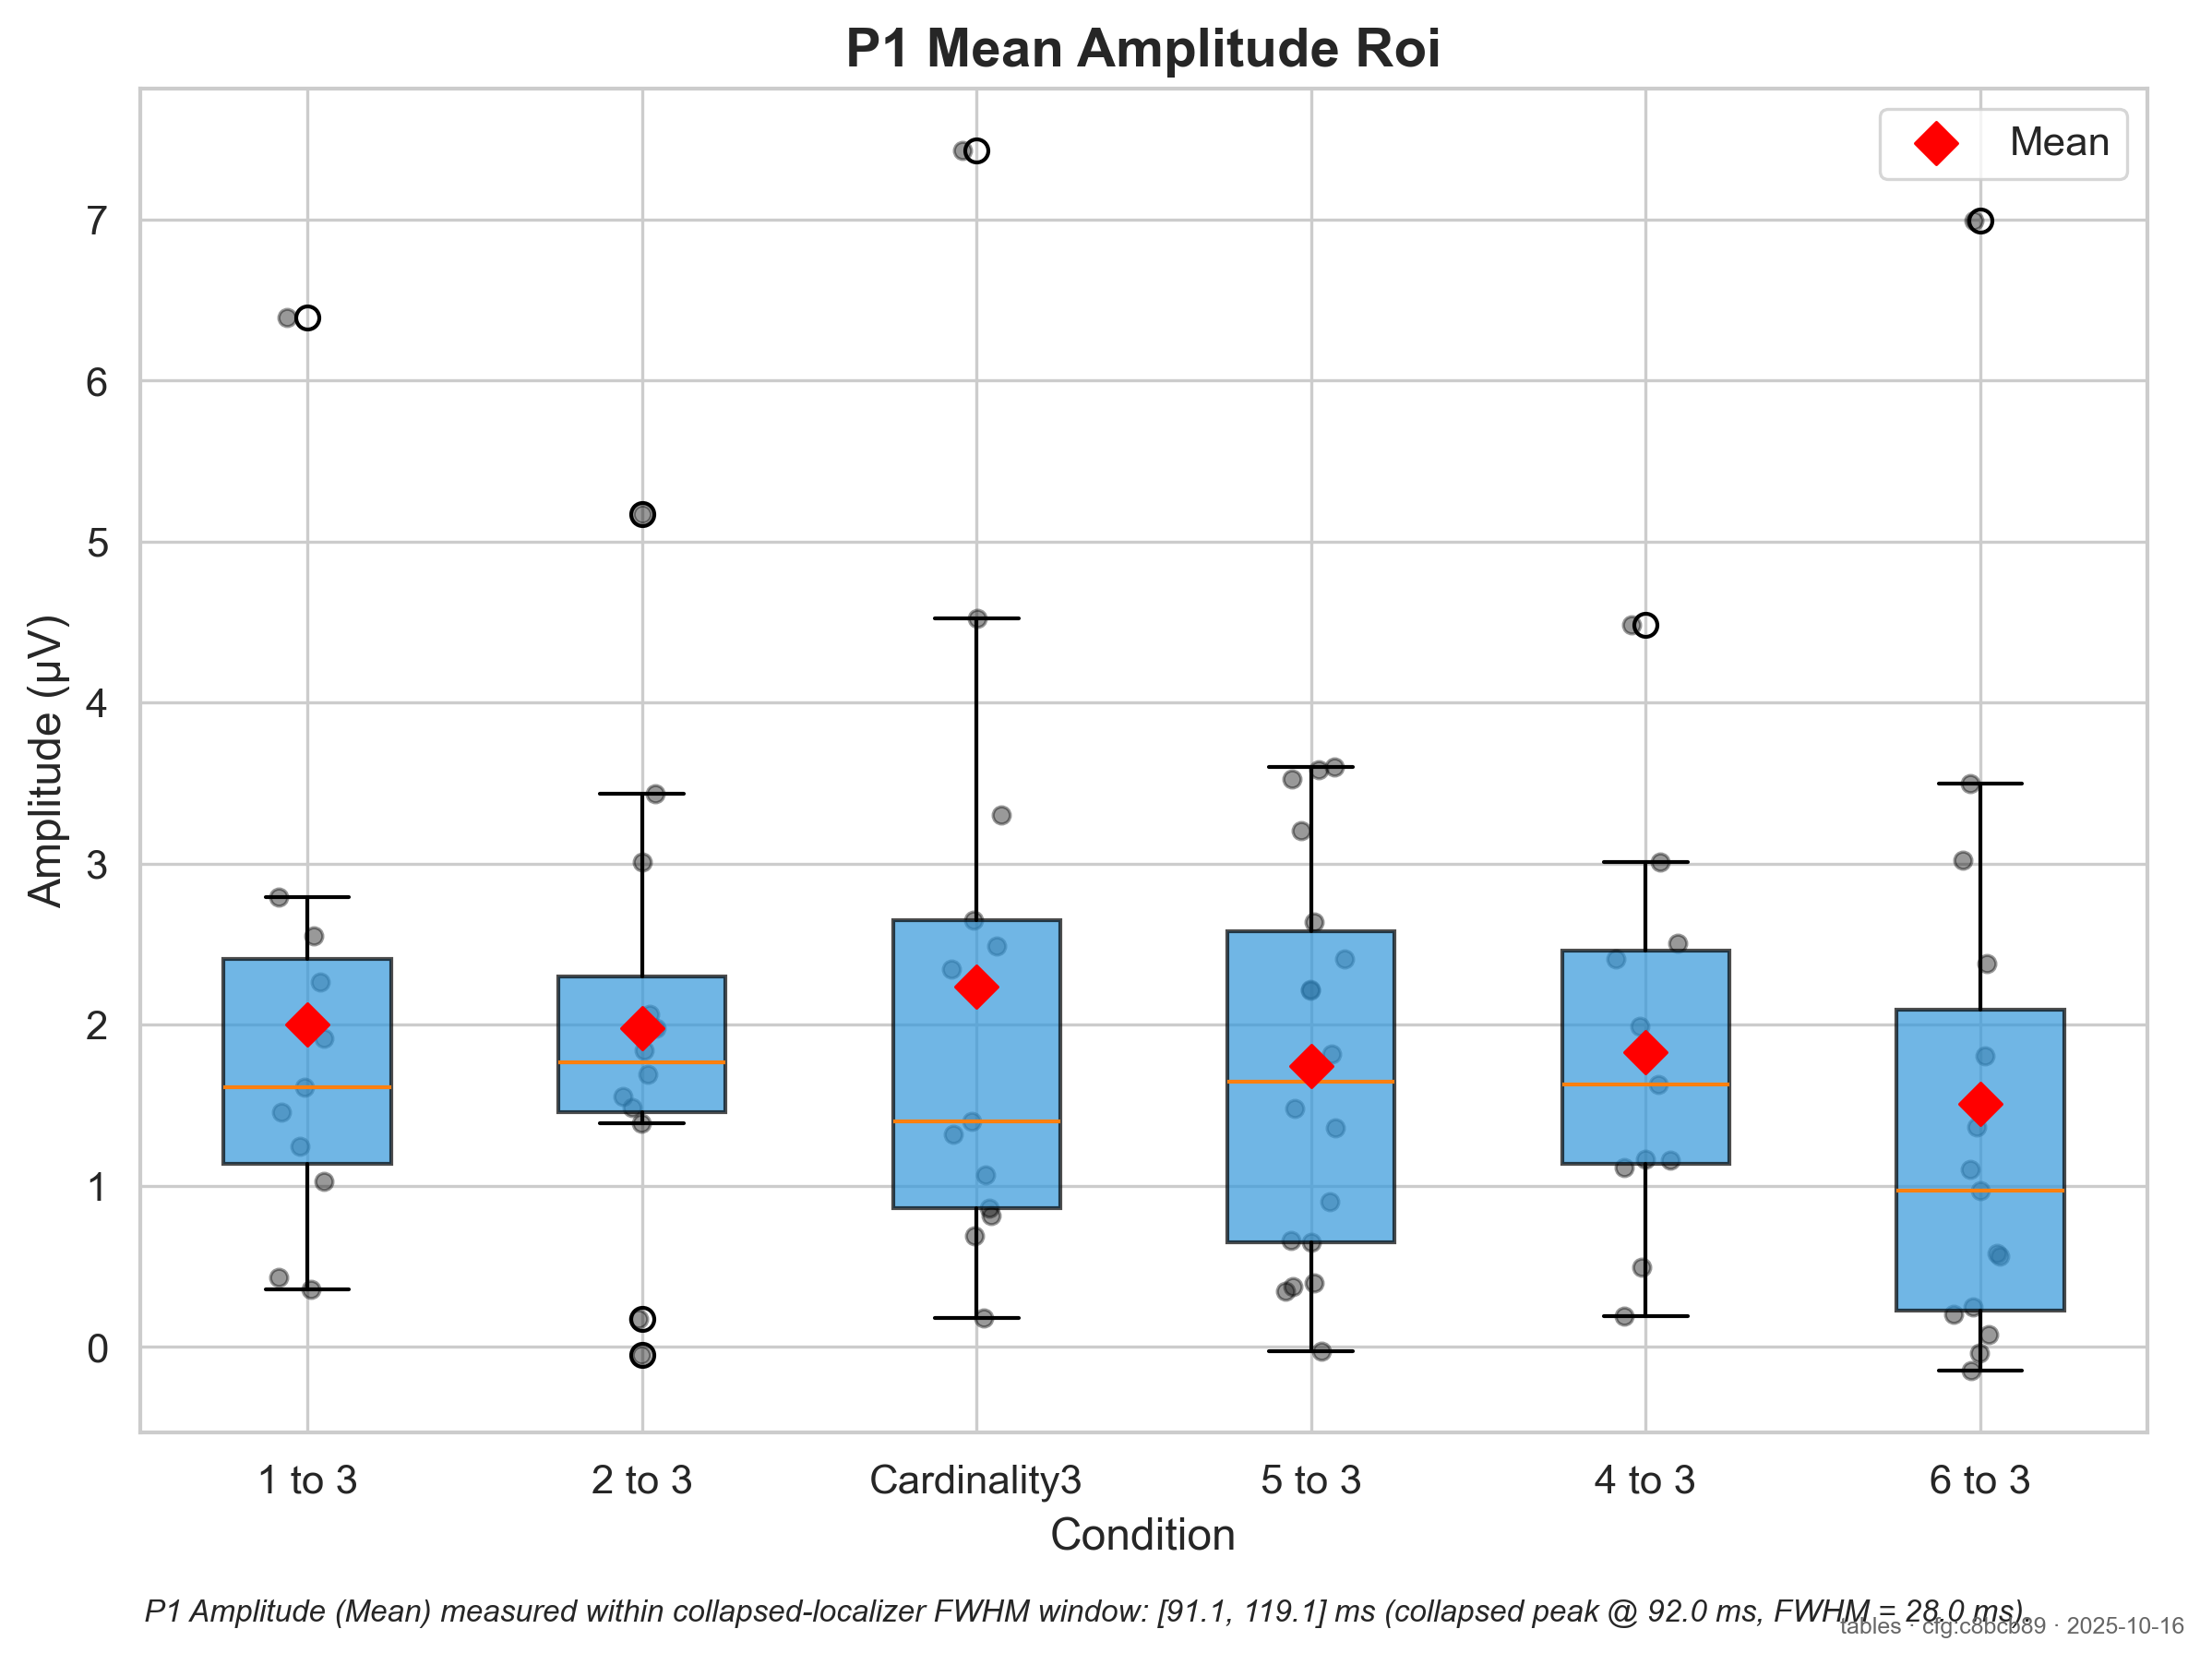 P1 Mean Amplitude Roi
Mean
7
6
5
4
3
2
1
0
Amplitude (µV)
1 to 3
2 to 3
Cardinality3
5 to 3
4 to 3
6 to 3
Condition
P1 Amplitude (Mean) measured within collapsed-localizer FWHM window: [91.1, 119.1] ms (collapsed peak @ 92.0 ms, FWHM = 28.0 ms).
tables · cfg:c8bcb89 · 2025-10-16